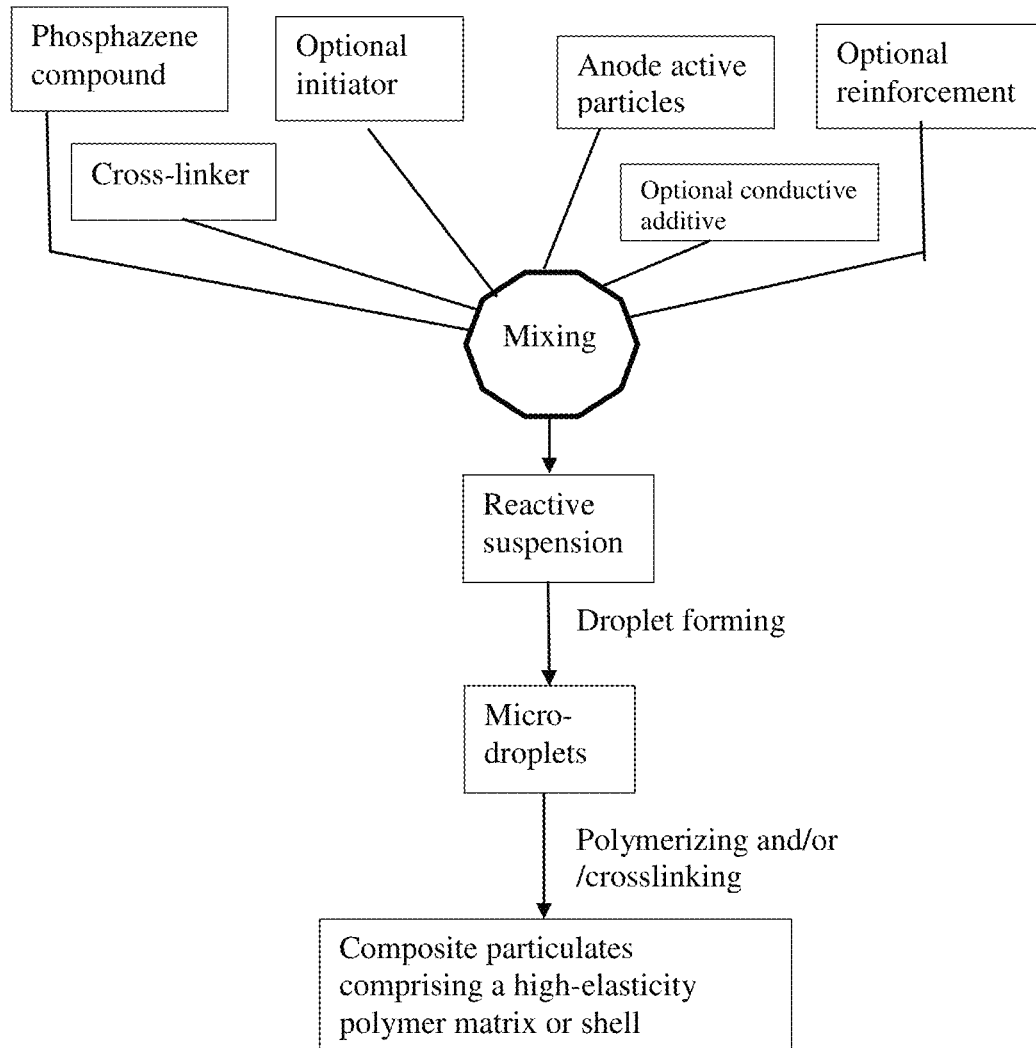 Phosphazene
compound
Optional
initiator
Anode active
particles
Optional
reinforcement
Cross-linker
Optional conductive
additive
Mixing
Reactive
suspension
Droplet forming
Micro-
droplets
Polymerizing and/or
/crosslinking
Composite particulates
comprising a high-elasticity
polymer matrix or shell